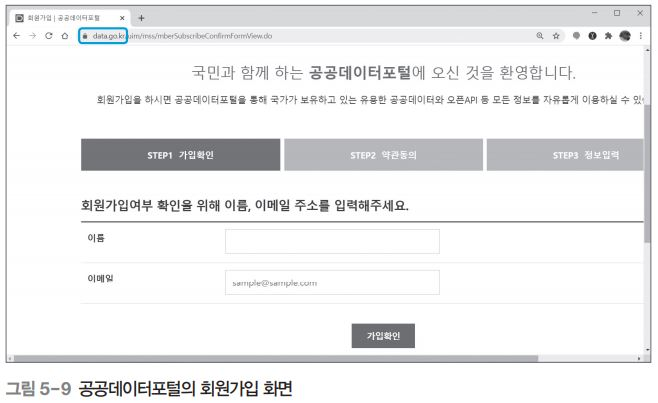 회원가입 | 공공데이터포털
data.go.kr/uim/mss/mberSubscribeConfirmFormView.do
국민과 함께 하는 공공데이터포털에 오신 것을 환영합니다.
회원가입을 하시면 공공데이터포털을 통해 국가가 보유하고 있는 유용한 공공데이터와 오픈API 등 모든 정보를 자유롭게 이용하실 수 있
STEP1 가입확인
STEP2 약관동의
STEP3 정보입력
회원가입여부 확인을 위해 이름, 이메일 주소를 입력해주세요.
이름
이메일
sample@sample.com
가입확인
그림 5-9 공공데이터포털의 회원가입 화면